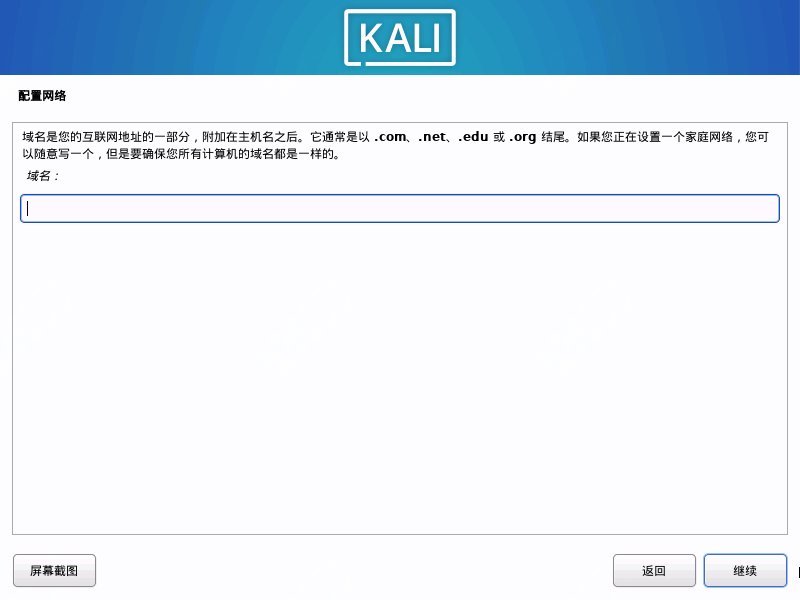 KALI
配置网络
域名是您的互联网地址的一部分，附加在主机名之后。它通常是以 .com、.net、.edu 或 .org 结尾。如果您正在设置一个家庭网络，您可
以随意写一个，但是要确保您所有计算机的域名都是一样的。
域名：
屏幕截图 返回 继续